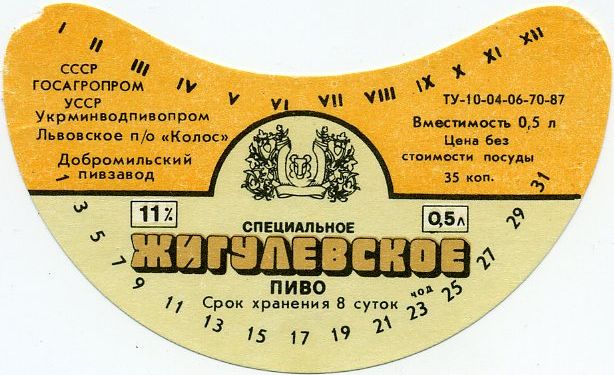 I II III IV V VI VII VIII IX X XI XII
СССР
ГОСАГРОПРОМ
УССР
Укрминводпивопром
Львовское п/о «Колос»
Добромильский
пивзавод
ТУ-10-04-06-70-87
Вместимость 0,5 л
Цена без
стоимости посуды
35 коп.
11%
0,5л
СПЕЦИАЛЬНОЕ
ЖИГУЛЕВСКОЕ
ПИВО
Срок хранения 8 суток
1 3 5 7 9 11 13 15 17 19 21 23 25 27 29 31